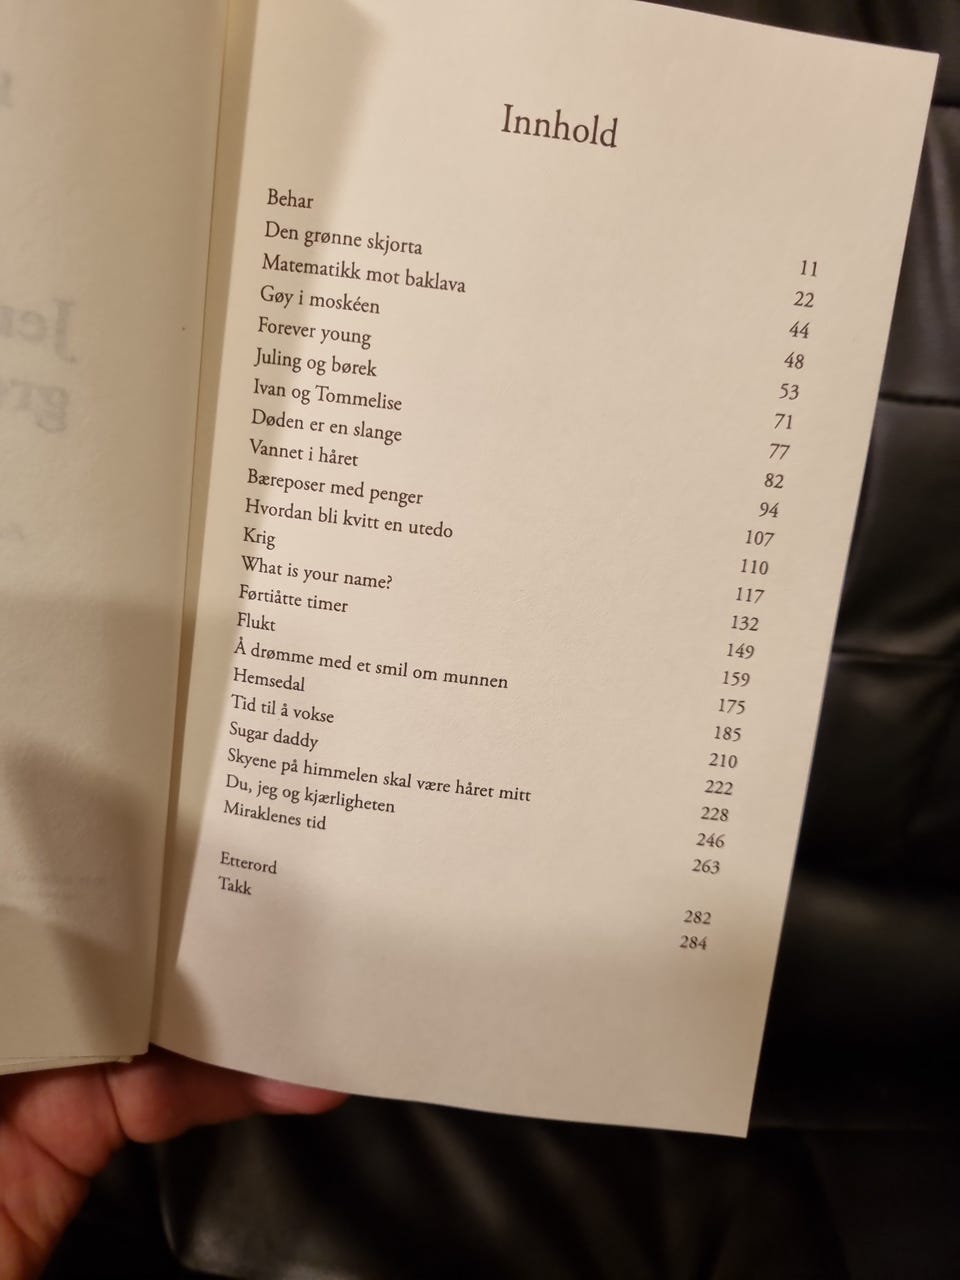 Innhold
Behar 11
Den grønne skjorta 22
Matematikk mot baklava 44
Gøy i moskéen 48
Forever young 53
Juling og børek 71
Ivan og Tommelise 77
Døden er en slange 82
Vannet i håret 94
Bæreposer med penger 107
Hvordan bli kvitt en utedo 110
Krig 117
What is your name? 132
Førtiåtte timer 149
Flukt 159
Å drømme med et smil om munnen 175
Hemsedal 185
Tid til å vokse 210
Sugar daddy 222
Skyene på himmelen skal være håret mitt 228
Du, jeg og kjærligheten 246
Miraklenes tid 263
Etterord 282
Takk 284